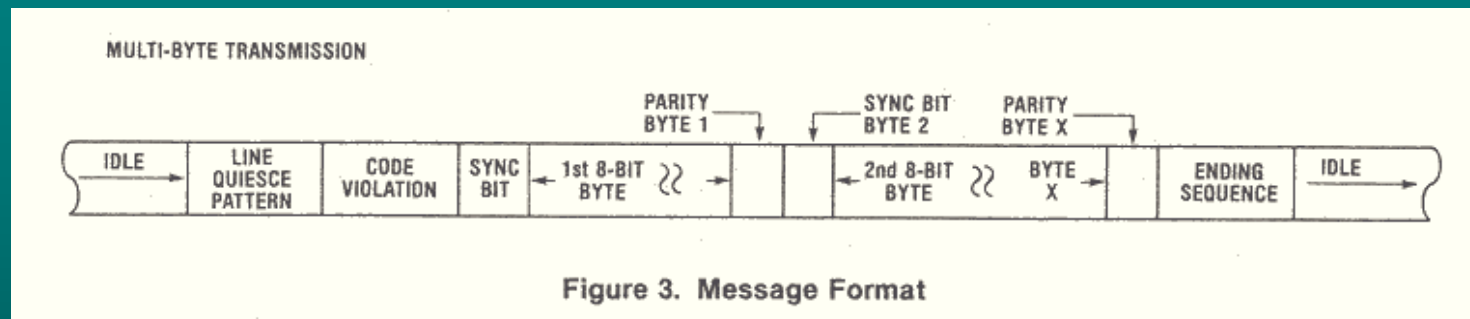 MULTI-BYTE TRANSMISSION
PARITY
BYTE 1
SYNC BIT
BYTE 2
PARITY
BYTE X
IDLE
LINE
QUIESCE
PATTERN
CODE
VIOLATION
SYNC
BIT
1st 8-BIT
BYTE
2nd 8-BIT
BYTE
BYTE
X
ENDING
SEQUENCE
IDLE
Figure 3. Message Format